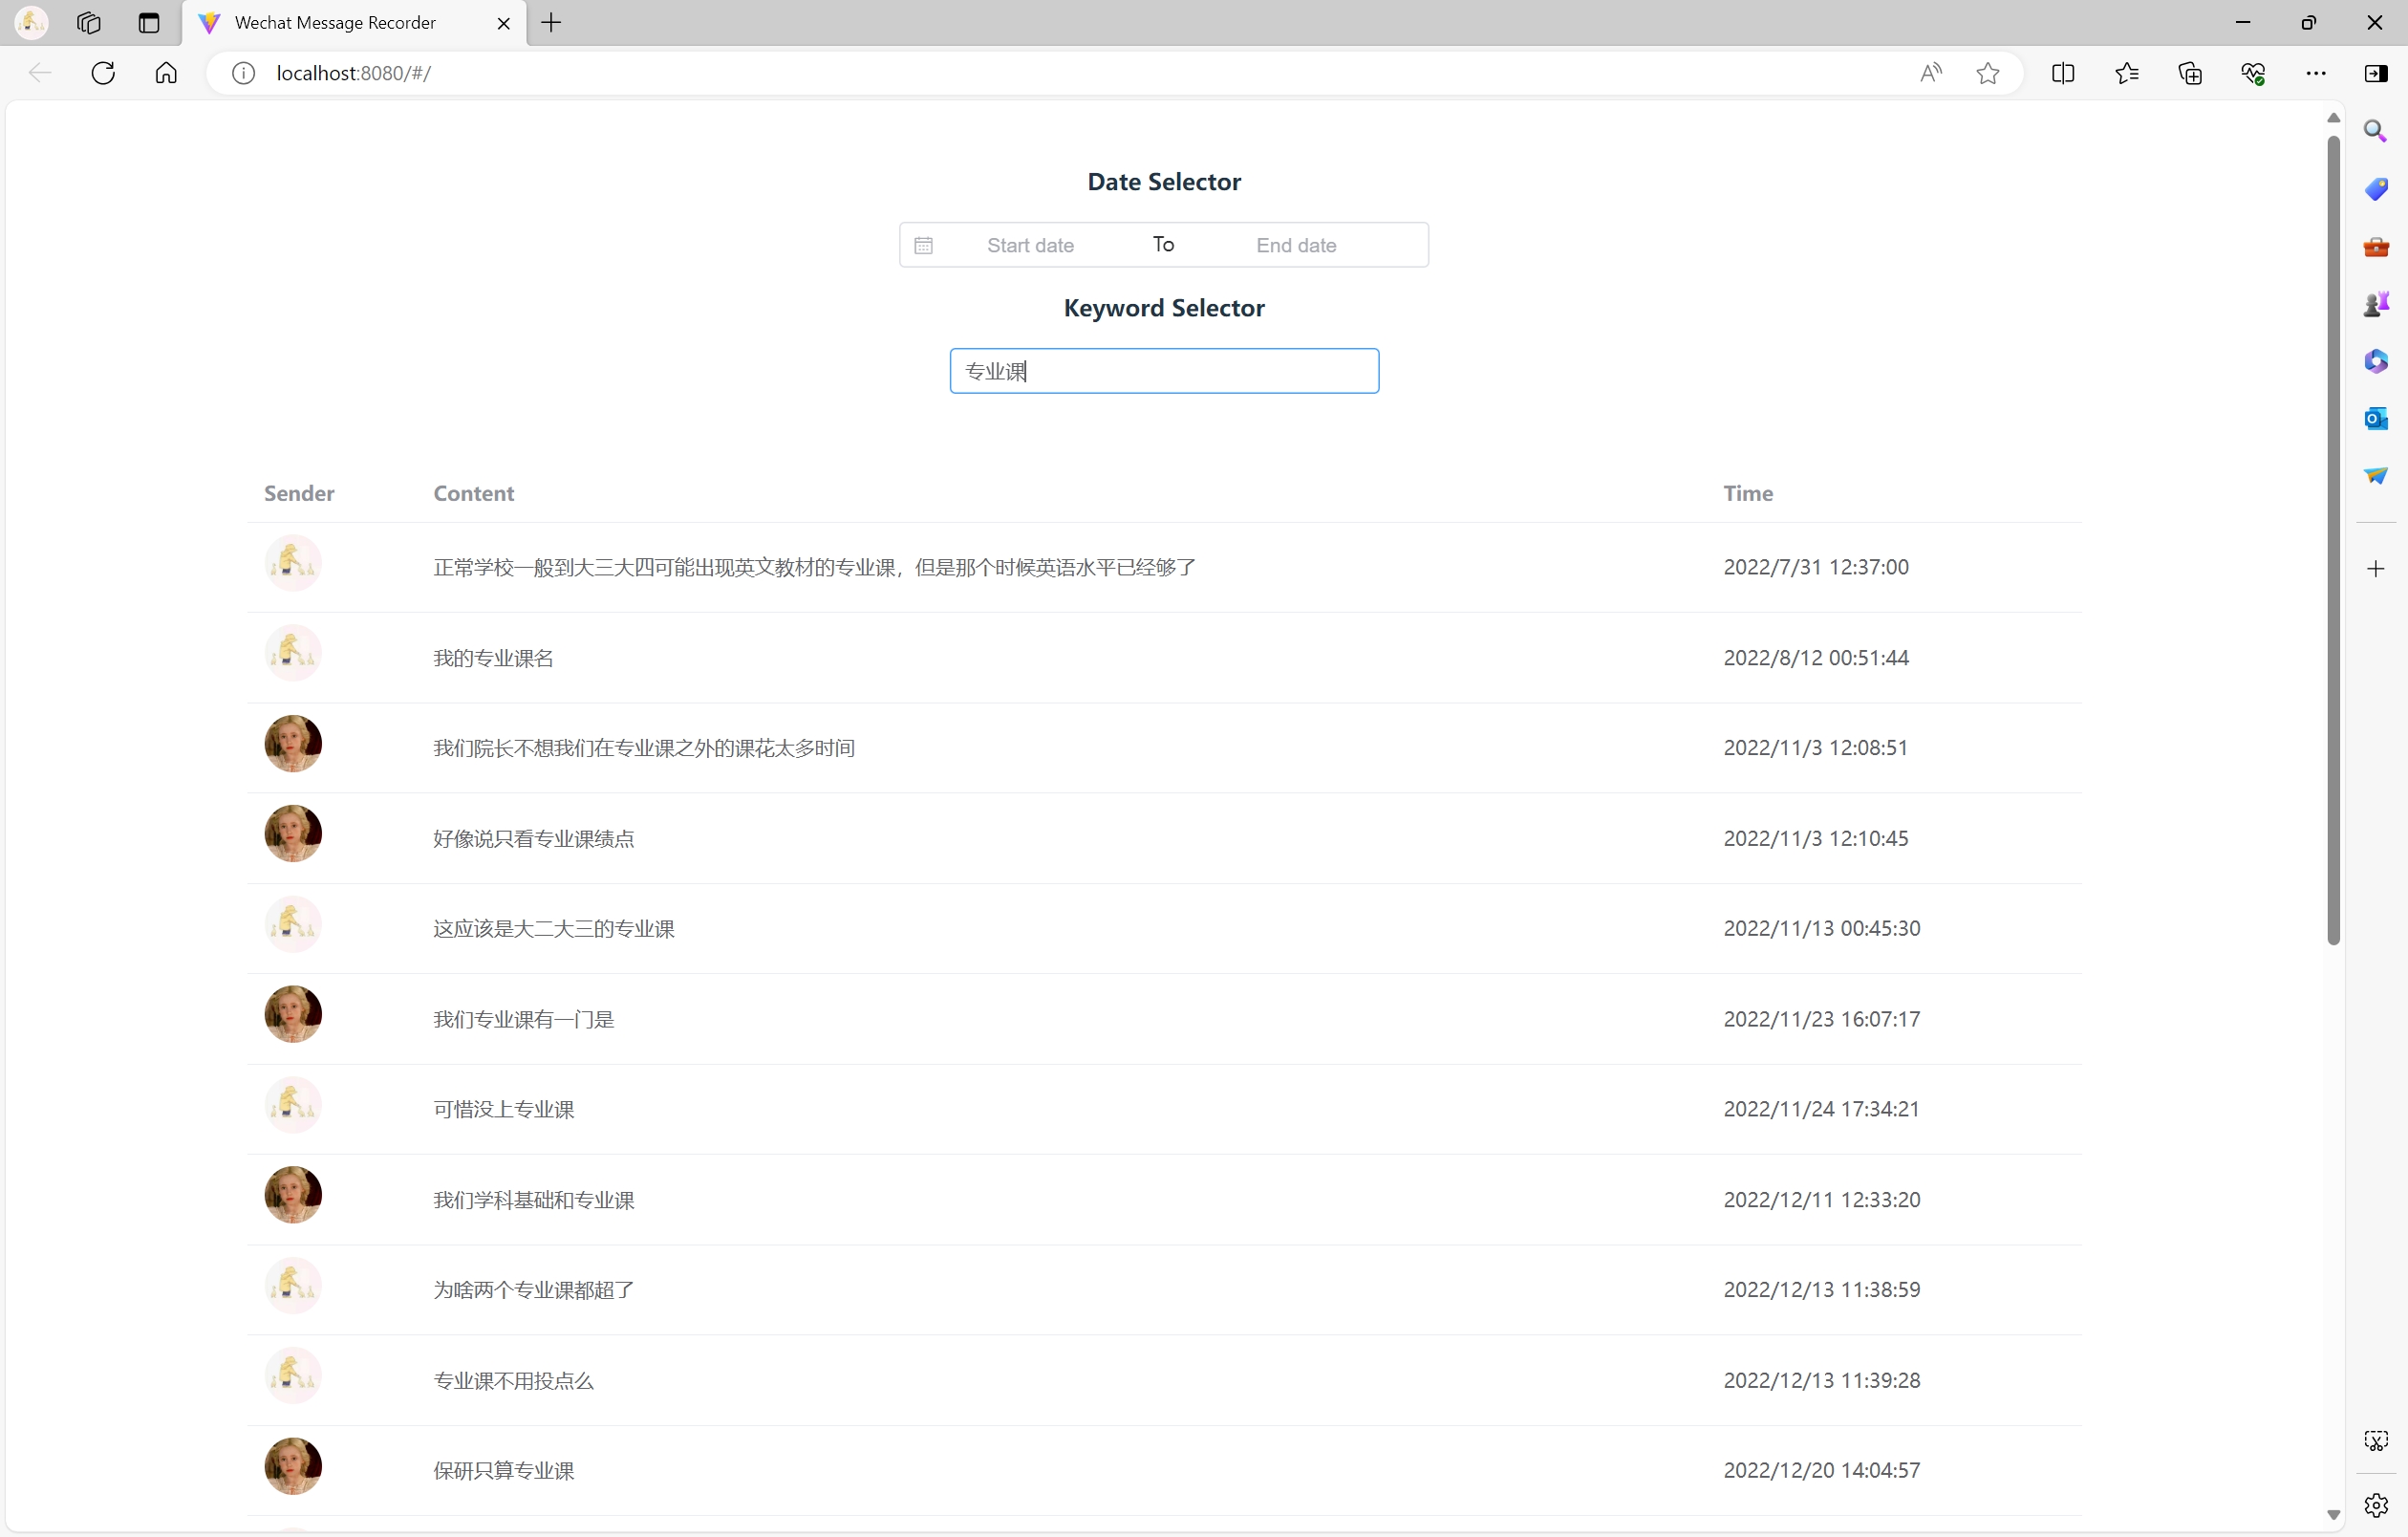 Wechat Message Recorder
localhost:8080/#/
Date Selector
Start date To End date
Keyword Selector
专业课
Sender Content Time
正常学校一般到大三大四可能出现英文教材的专业课，但是那个时候英语水平已经够了 2022/7/31 12:37:00
我的专业课名 2022/8/12 00:51:44
我们院长不想我们在专业课之外的课花太多时间 2022/11/3 12:08:51
好像说只看专业课绩点 2022/11/3 12:10:45
这应该是大二大三的专业课 2022/11/13 00:45:30
我们专业课有一门是 2022/11/23 16:07:17
可惜没上专业课 2022/11/24 17:34:21
我们学科基础和专业课 2022/12/11 12:33:20
为啥两个专业课都超了 2022/12/13 11:38:59
专业课不用投点么 2022/12/13 11:39:28
保研只算专业课 2022/12/20 14:04:57